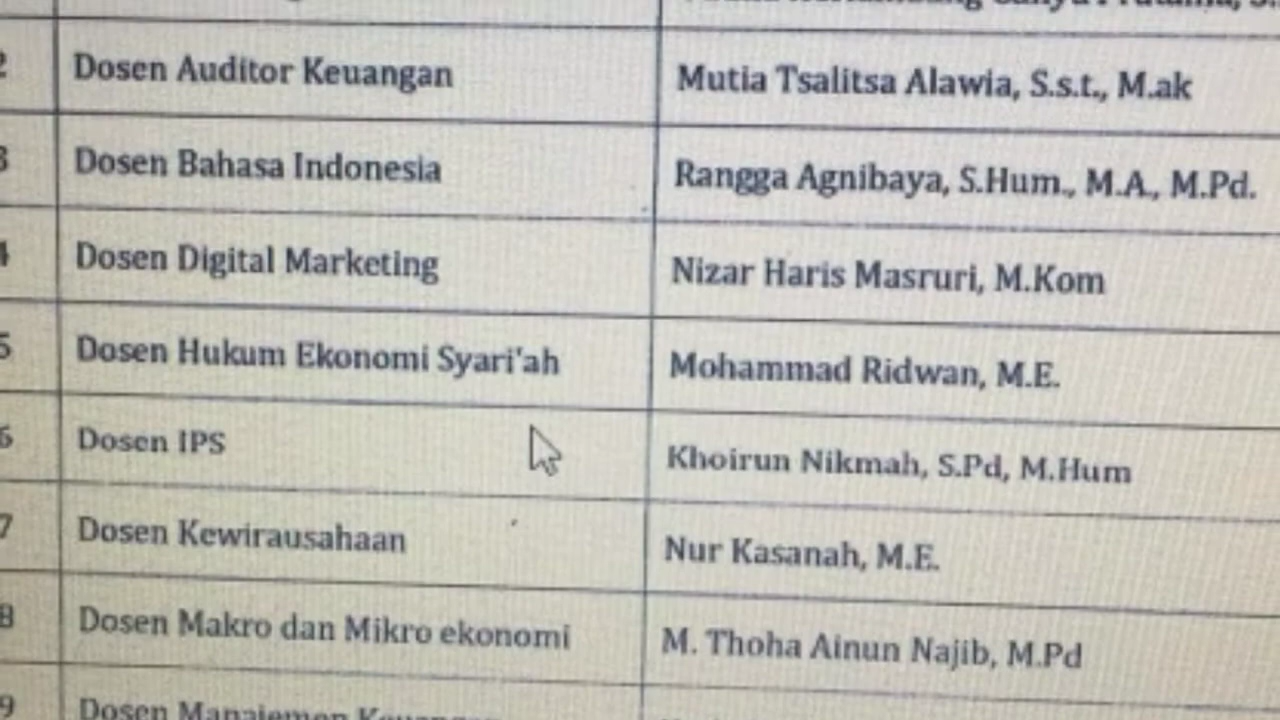 2 Dosen Auditor Keuangan Mutia Tsalitsa Alawia, S.s.t., M.ak
3 Dosen Bahasa Indonesia Rangga Agnibaya, S.Hum., M.A., M.Pd.
4 Dosen Digital Marketing Nizar Haris Masruri, M.Kom
5 Dosen Hukum Ekonomi Syari'ah Mohammad Ridwan, M.E.
6 Dosen IPS Khoirun Nikmah, S.Pd, M.Hum
7 Dosen Kewirausahaan Nur Kasanah, M.E.
8 Dosen Makro dan Mikro ekonomi M. Thoha Ainun Najib, M.Pd
9 Dosen Manajemen Keuangan